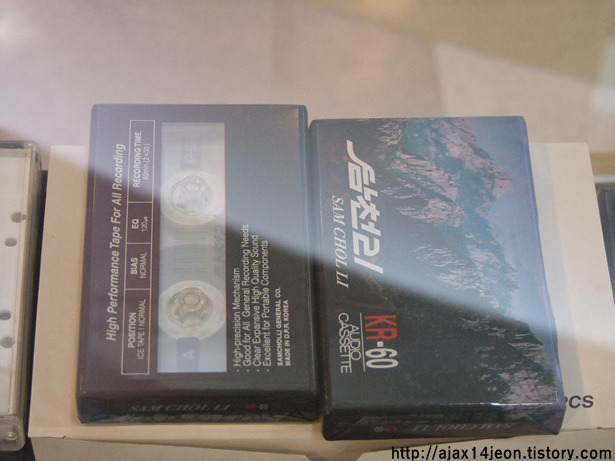 High Performance Tape For All Recording
POSITION
BIAS
EQ
RECORDING TIME
NORMAL
120μs
60min (2×30)
A
· High-precision Mechanism
· Good for All General Recording Needs
· Clear Expansive High Quality Sound
· Excellent for Portable Components
SAMCHOLLI GENERAL CO.
MADE IN D.P.R. KOREA
SAM CHOL LI
삼천리
SAM CHOL LI
KR-60
AUDIO
CASSETTE
SAM CHOL LI
PCS
http://ajax14jeon.tistory.com